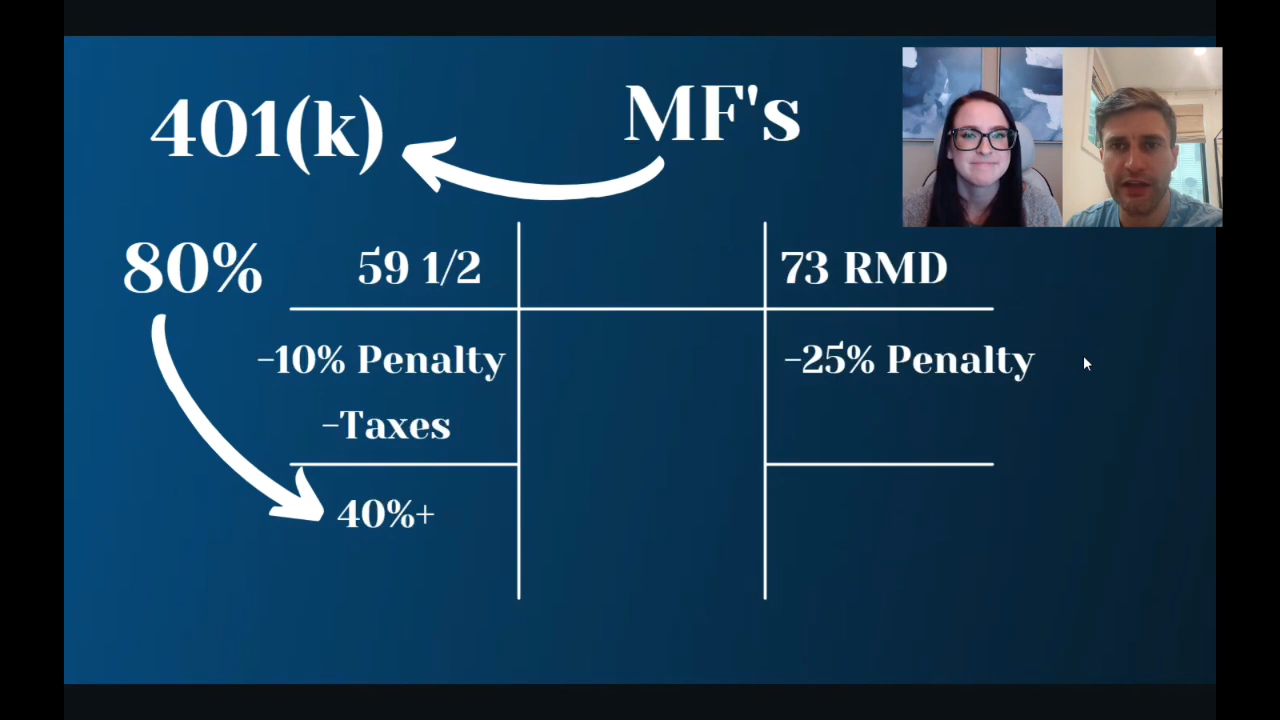 401(k)
MF's
80%
59 1/2
73 RMD
-10% Penalty
-25% Penalty
-Taxes
40%+